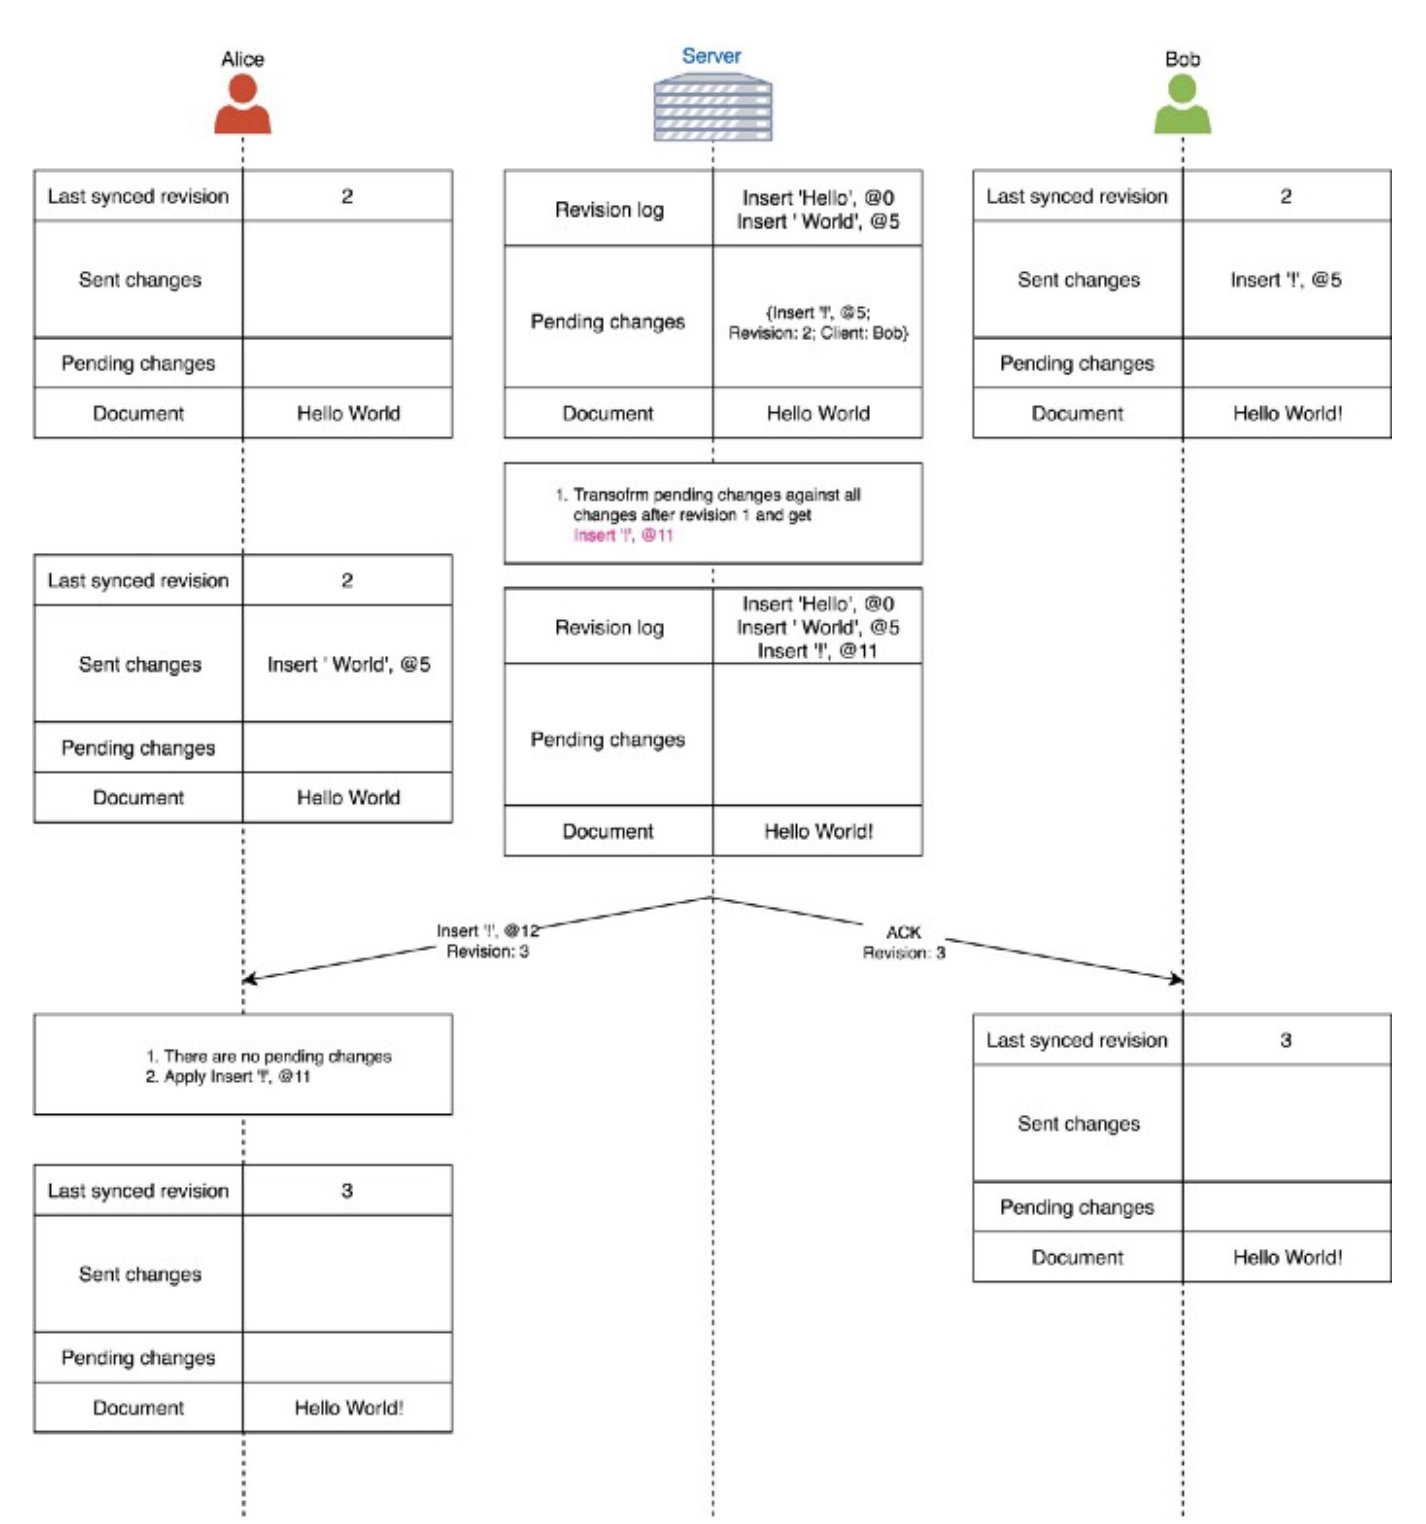 Alice
Server
Bob
Last synced revision 2
Sent changes
Pending changes
Document Hello World
Revision log
Insert 'Hello', @0
Insert ' World', @5
Pending changes
{Insert '!', @5;
Revision: 2; Client: Bob}
Document Hello World
Last synced revision 2
Sent changes Insert '!', @5
Pending changes
Document Hello World!
1. Transofrm pending changes against all
changes after revision 1 and get
Insert '!', @11
Last synced revision 2
Sent changes Insert ' World', @5
Pending changes
Document Hello World
Revision log
Insert 'Hello', @0
Insert ' World', @5
Insert '!', @11
Pending changes
Document Hello World!
Insert '!', @12
Revision: 3
ACK
Revision: 3
1. There are no pending changes
2. Apply Insert '!', @11
Last synced revision 3
Sent changes
Pending changes
Document Hello World!
Last synced revision 3
Sent changes
Pending changes
Document Hello World!